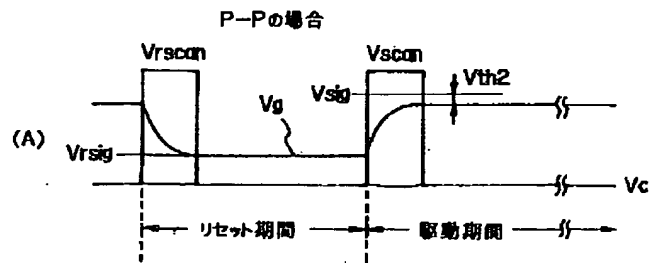 P-Pの場合
Vrscan
Vscan
Vth2
Vsig
Vg
(A)
Vrsig
Vc
リセット期間
駆動期間